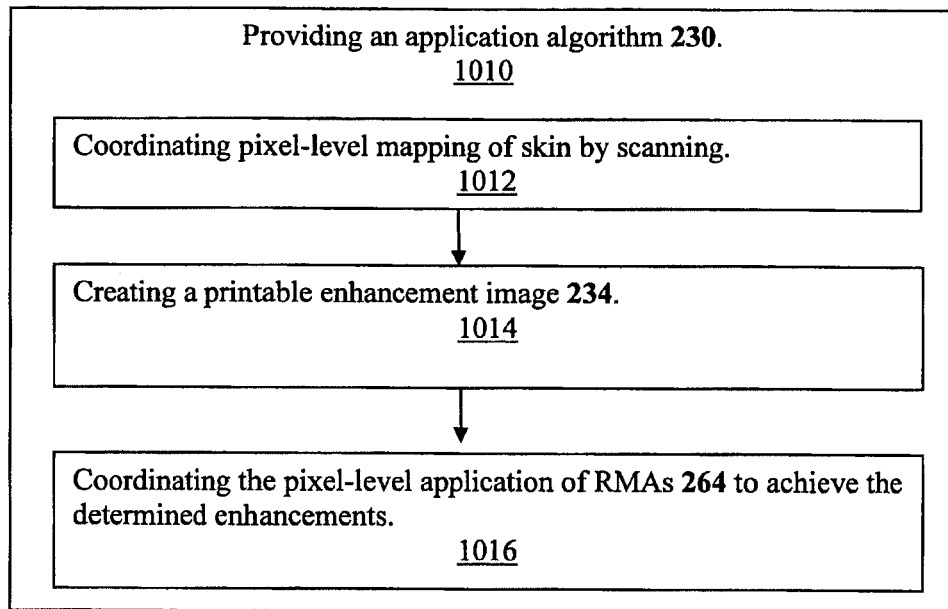 Providing an application algorithm 230.
1010
Coordinating pixel-level mapping of skin by scanning.
1012
Creating a printable enhancement image 234.
1014
Coordinating the pixel-level application of RMAs 264 to achieve the
determined enhancements.
1016